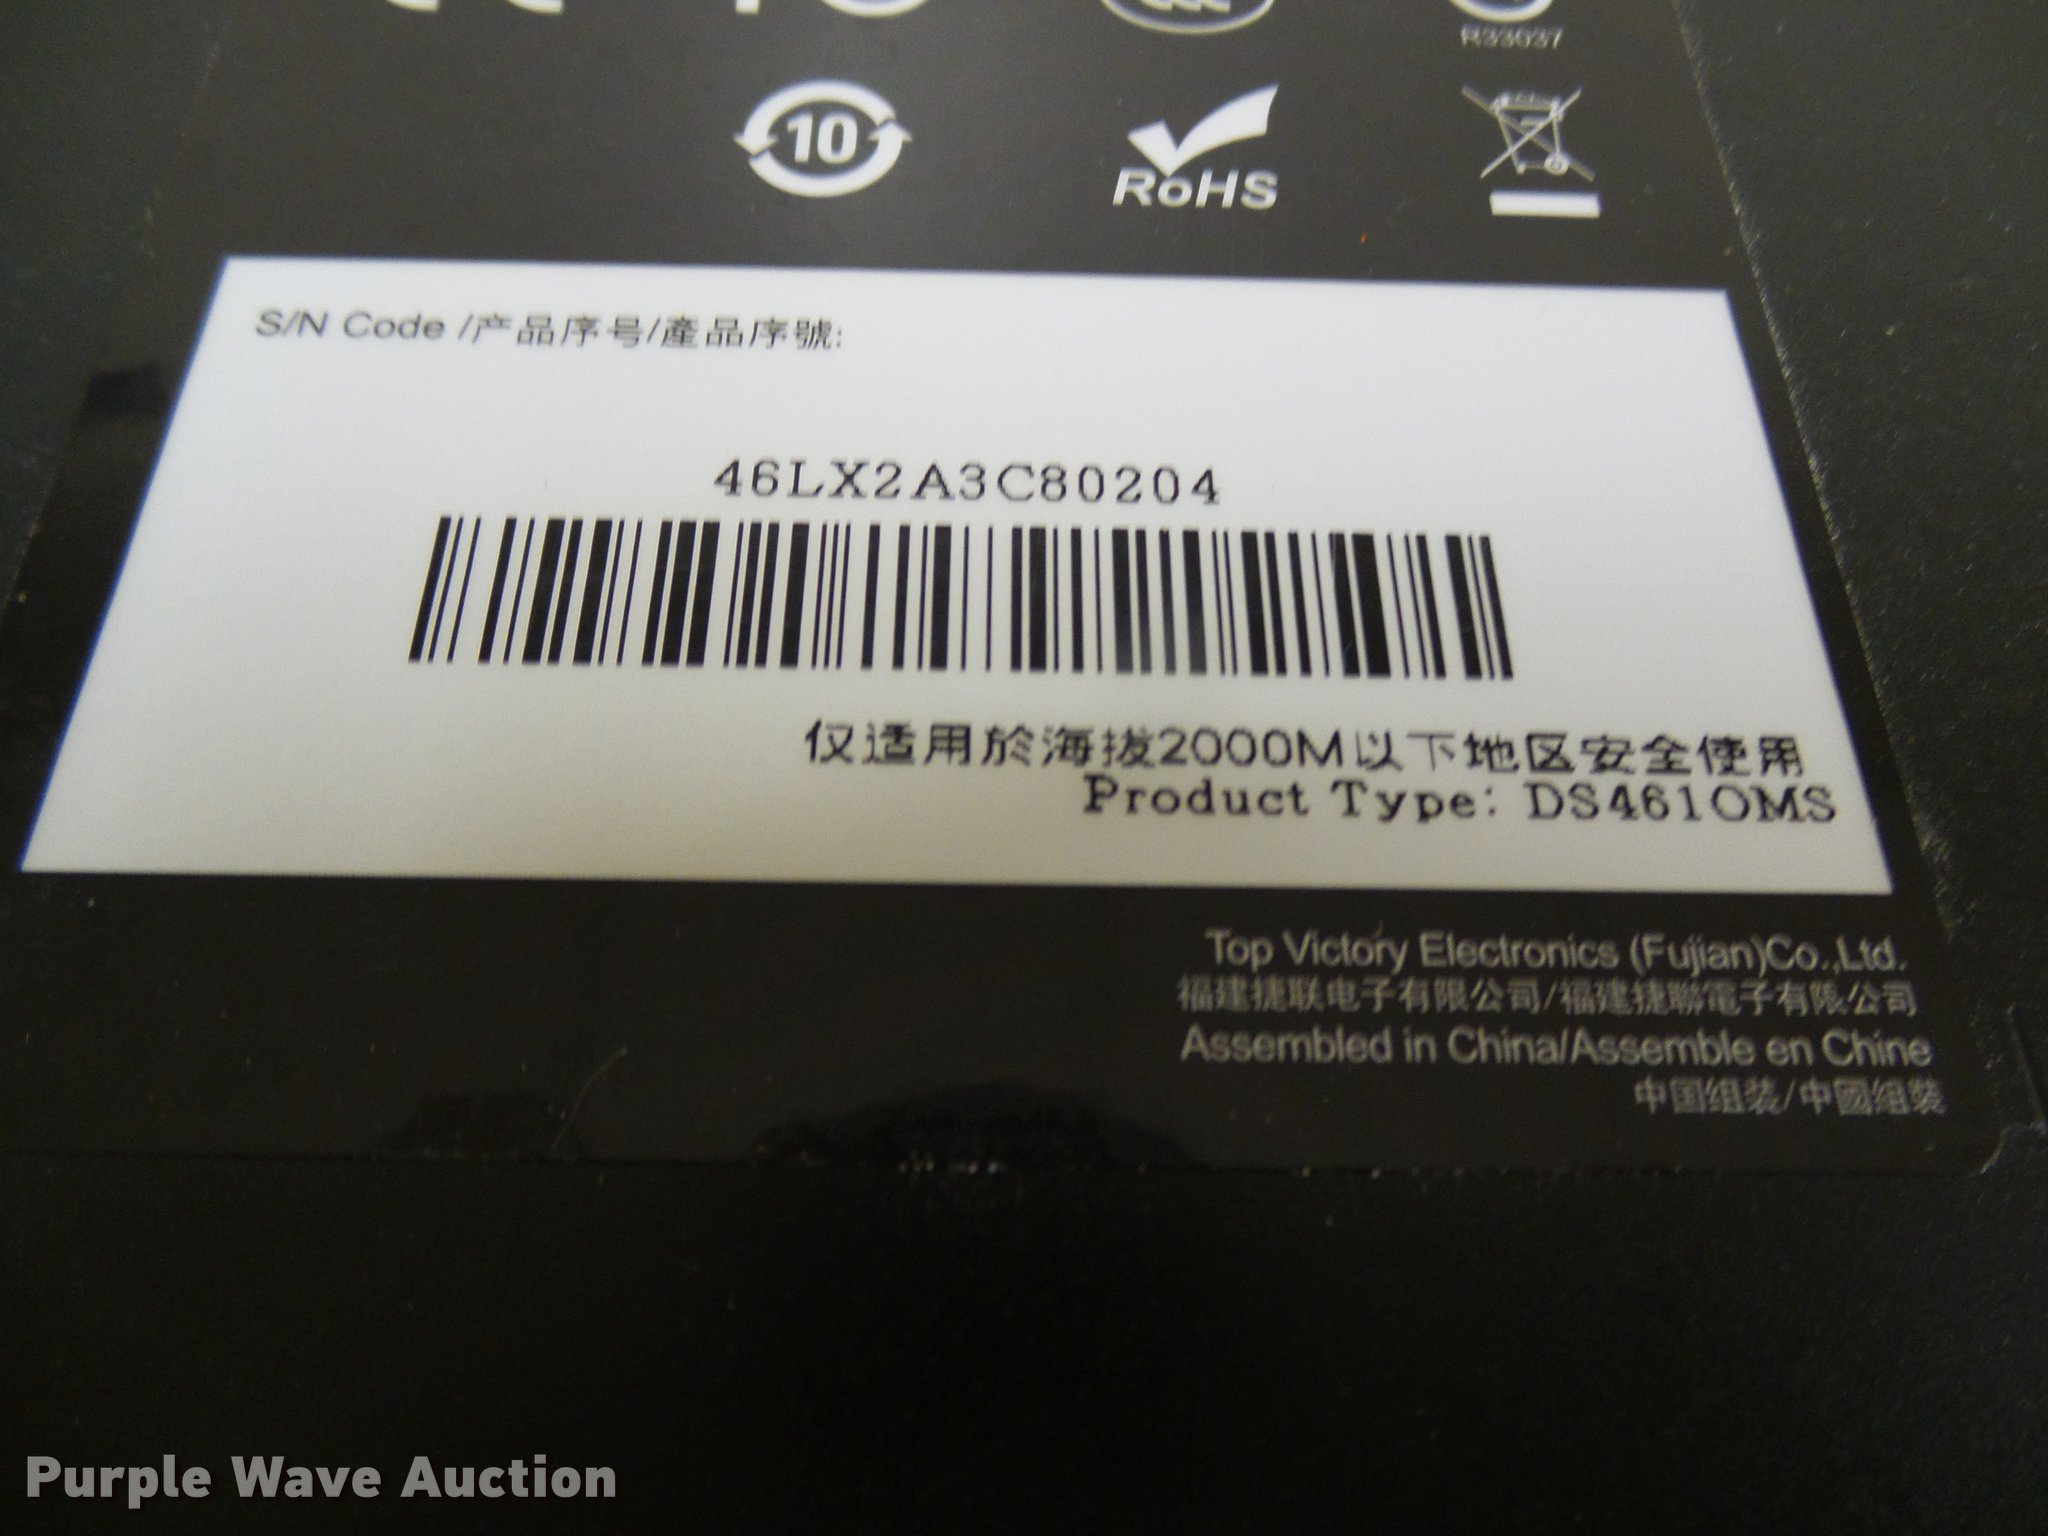 R33037
10
RoHS
S/N Code /产品序号/產品序號:
46LX2A3C80204
仅适用於海拔2000M以下地区安全使用
Product Type: DS4610MS
Top Victory Electronics (Fujian)Co.,Ltd.
福建捷联电子有限公司/福建捷聯電子有限公司
Assembled in China/Assemble en Chine
中国组装/中國組裝
Purple Wave Auction